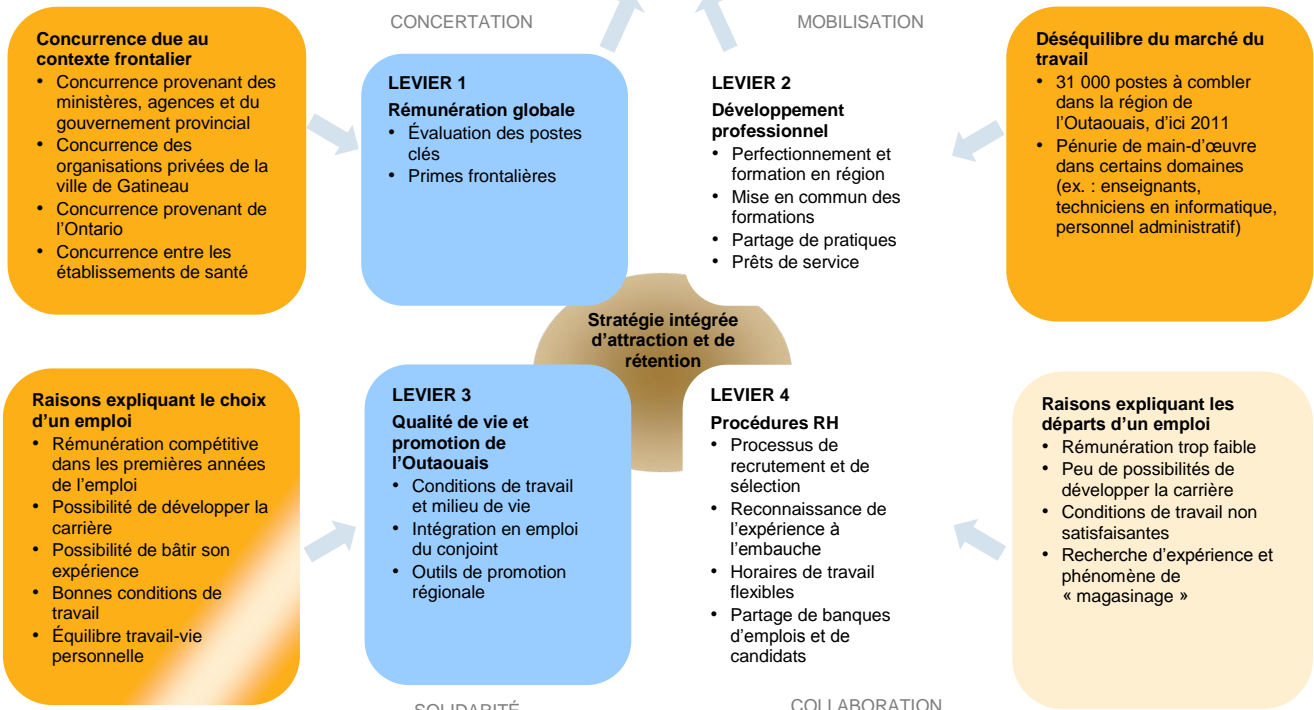 CONCERTATION
MOBILISATION
Concurrence due au
contexte frontalier
• Concurrence provenant des
ministères, agences et du
gouvernement provincial
• Concurrence des
organisations privées de la
ville de Gatineau
• Concurrence provenant de
l’Ontario
• Concurrence entre les
établissements de santé
LEVIER 1
Rémunération globale
• Évaluation des postes
clés
• Primes frontalières
LEVIER 2
Développement
professionnel
• Perfectionnement et
formation en région
• Mise en commun des
formations
• Partage de pratiques
• Prêts de service
Déséquilibre du marché du
travail
• 31 000 postes à combler
dans la région de
l’Outaouais, d’ici 2011
• Pénurie de main-d’œuvre
dans certains domaines
(ex. : enseignants,
techniciens en informatique,
personnel administratif)
Stratégie intégrée
d’attraction et de
rétention
Raisons expliquant le choix
d’un emploi
• Rémunération compétitive
dans les premières années
de l’emploi
• Possibilité de développer la
carrière
• Possibilité de bâtir son
expérience
• Bonnes conditions de
travail
• Équilibre travail-vie
personnelle
LEVIER 3
Qualité de vie et
promotion de
l’Outaouais
• Conditions de travail
et milieu de vie
• Intégration en emploi
du conjoint
• Outils de promotion
régionale
LEVIER 4
Procédures RH
• Processus de
recrutement et de
sélection
• Reconnaissance de
l’expérience à
l’embauche
• Horaires de travail
flexibles
• Partage de banques
d’emplois et de
candidats
Raisons expliquant les
départs d’un emploi
• Rémunération trop faible
• Peu de possibilités de
développer la carrière
• Conditions de travail non
satisfaisantes
• Recherche d’expérience et
phénomène de
« magasinage »
SOLIDARITÉ
COLLABORATION